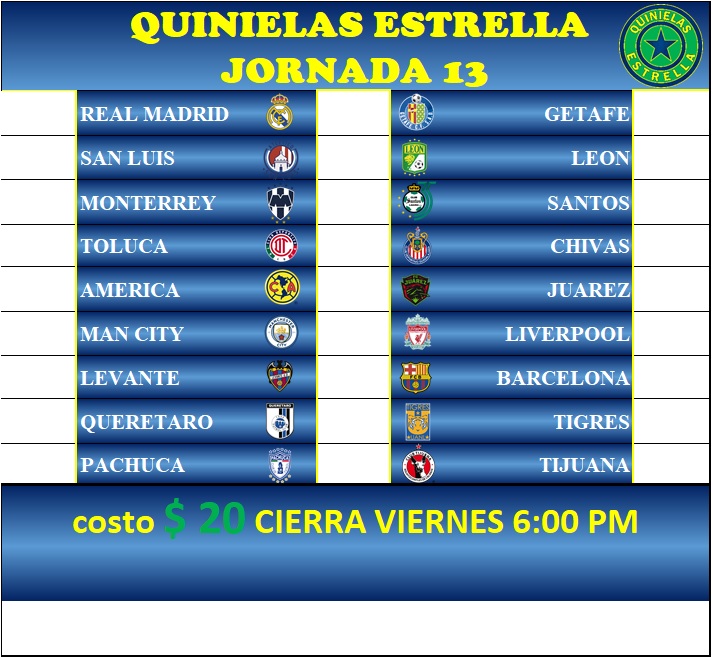 QUINIELAS ESTRELLA
JORNADA 13
QUINIELAS
ESTRELLA
REAL MADRID GETAFE
SAN LUIS LEON
MONTERREY SANTOS
TOLUCA CHIVAS
AMERICA JUAREZ
MAN CITY LIVERPOOL
LEVANTE BARCELONA
QUERETARO TIGRES
PACHUCA TIJUANA
costo $ 20 CIERRA VIERNES 6:00 PM